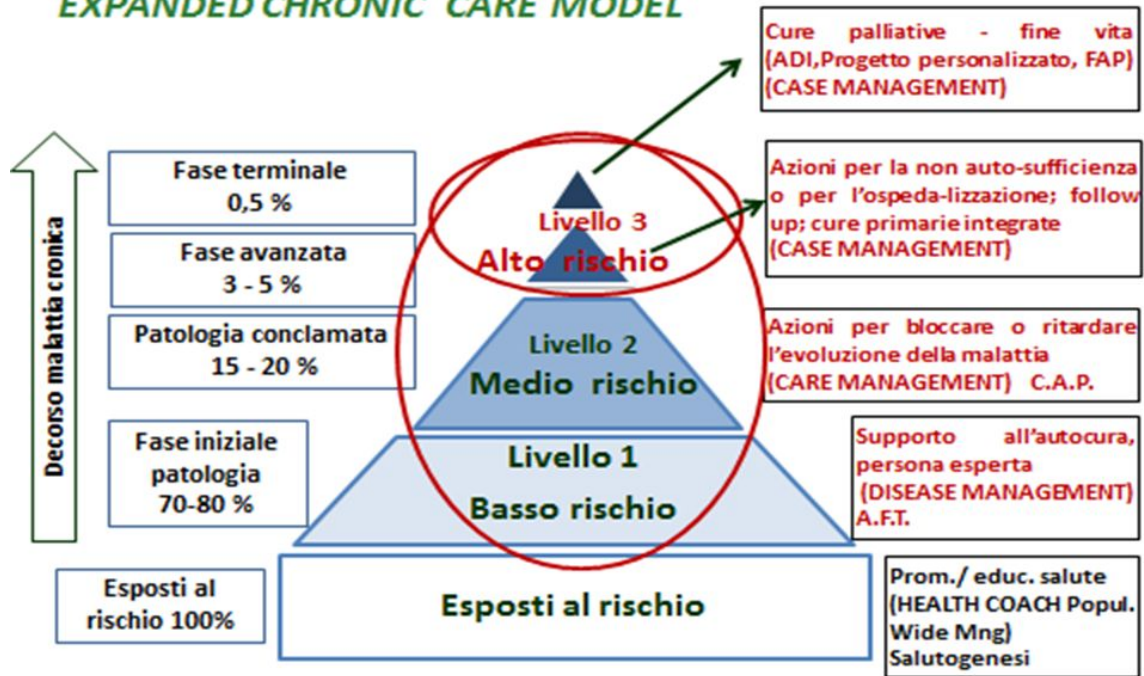 EXPANDED CHRONIC CARE MODEL
Decorso malattia cronica
Fase terminale
0,5 %
Fase avanzata
3 - 5 %
Patologia conclamata
15 - 20 %
Fase iniziale
patologia
70-80 %
Esposti al
rischio 100%
Livello 3
Alto rischio
Livello 2
Medio rischio
Livello 1
Basso rischio
Esposti al rischio
Cure palliative - fine vita
(ADI,Progetto personalizzato, FAP)
(CASE MANAGEMENT)
Azioni per la non auto-sufficienza
o per l'ospeda-lizzazione; follow
up; cure primarie integrate
(CASE MANAGEMENT)
Azioni per bloccare o ritardare
l'evoluzione della malattia
(CARE MANAGEMENT) C.A.P.
Supporto all'autocura,
persona esperta
(DISEASE MANAGEMENT)
A.F.T.
Prom./ educ. salute
(HEALTH COACH Popul.
Wide Mng)
Salutogenesi